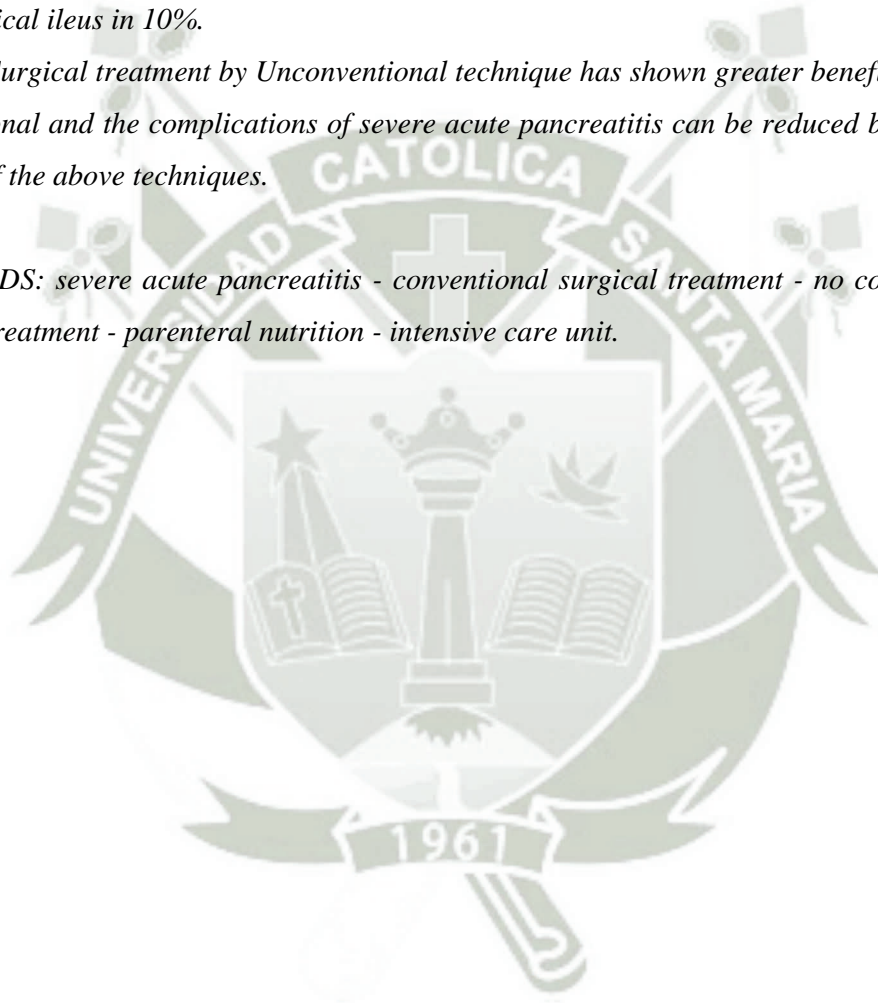 ical ileus in 10%.
urgical treatment by Unconventional technique has shown greater benef
onal and the complications of severe acute pancreatitis can be reduced b
f the above techniques.
CATOLICA
UNIVERSIDAD
SANTA MARIA
DS: severe acute pancreatitis - conventional surgical treatment - no co
reatment - parenteral nutrition - intensive care unit.
1961